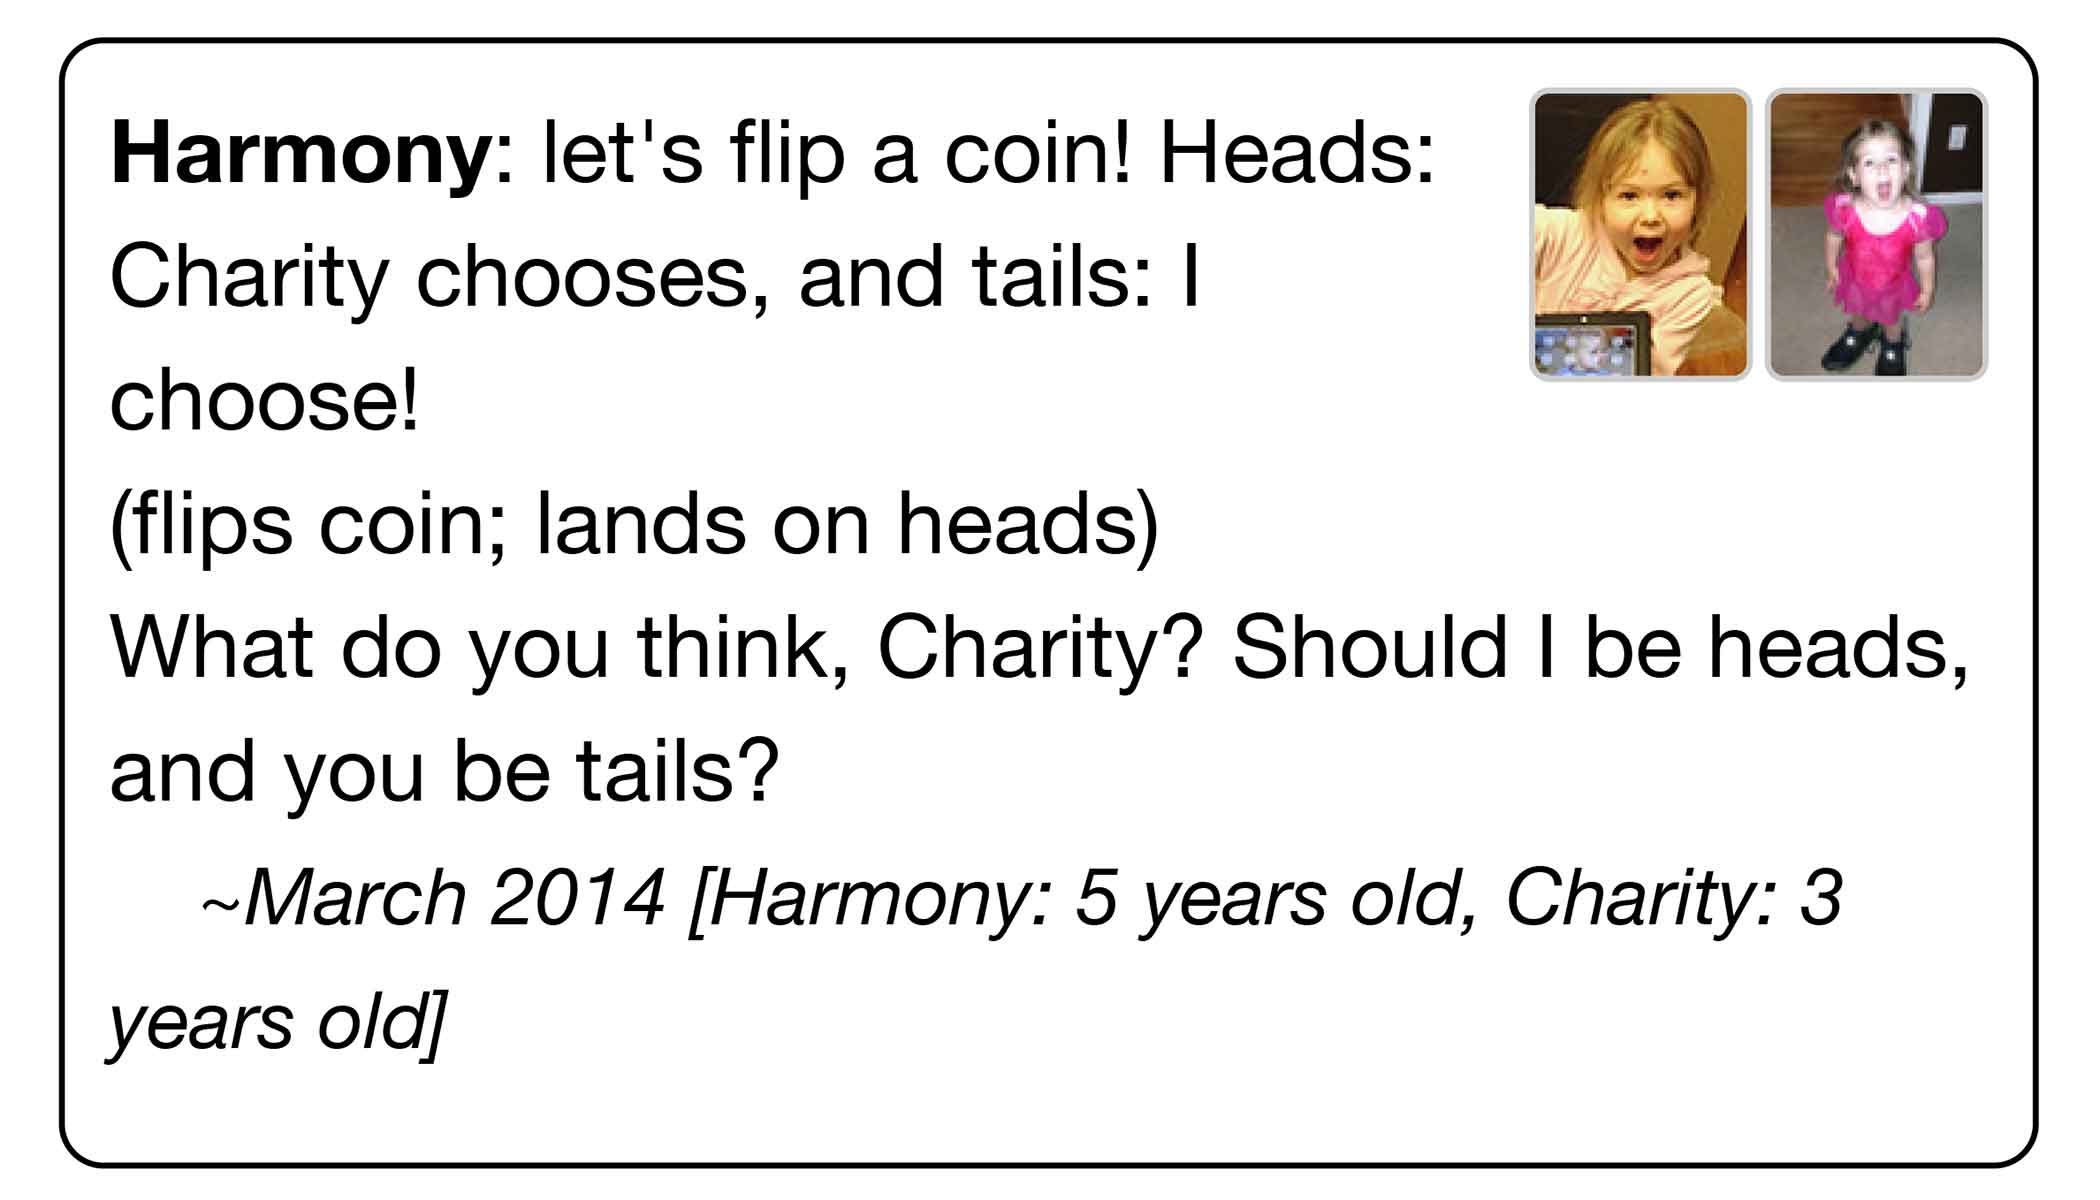 Harmony: let's flip a coin! Heads:
Charity chooses, and tails: I
choose!
(flips coin; lands on heads)
What do you think, Charity? Should I be heads,
and you be tails?
~March 2014 [Harmony: 5 years old, Charity: 3
years old]